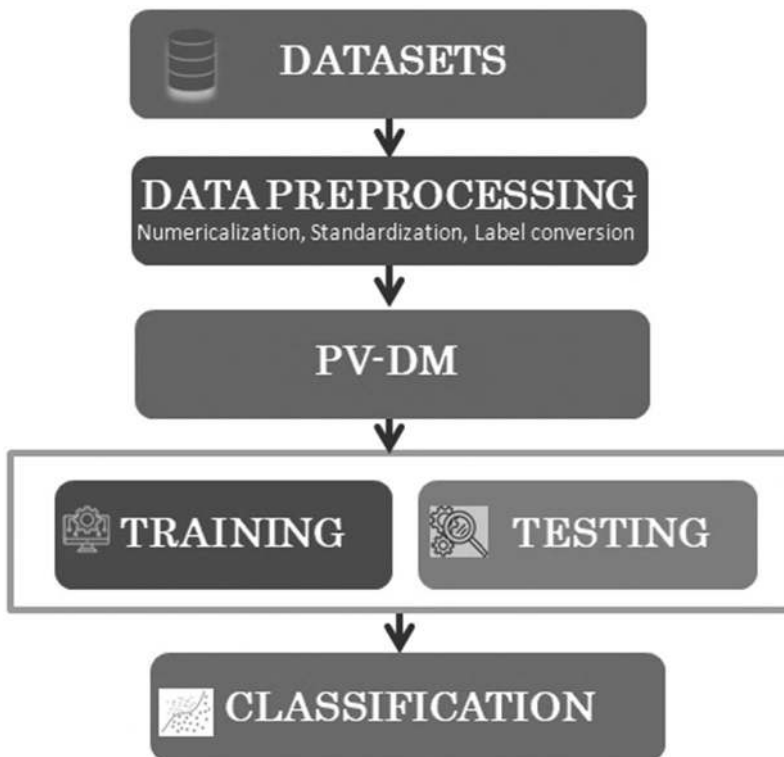 DATASETS
DATA PREPROCESSING
Numericalization, Standardization, Label conversion
PV-DM
TRAINING
TESTING
CLASSIFICATION